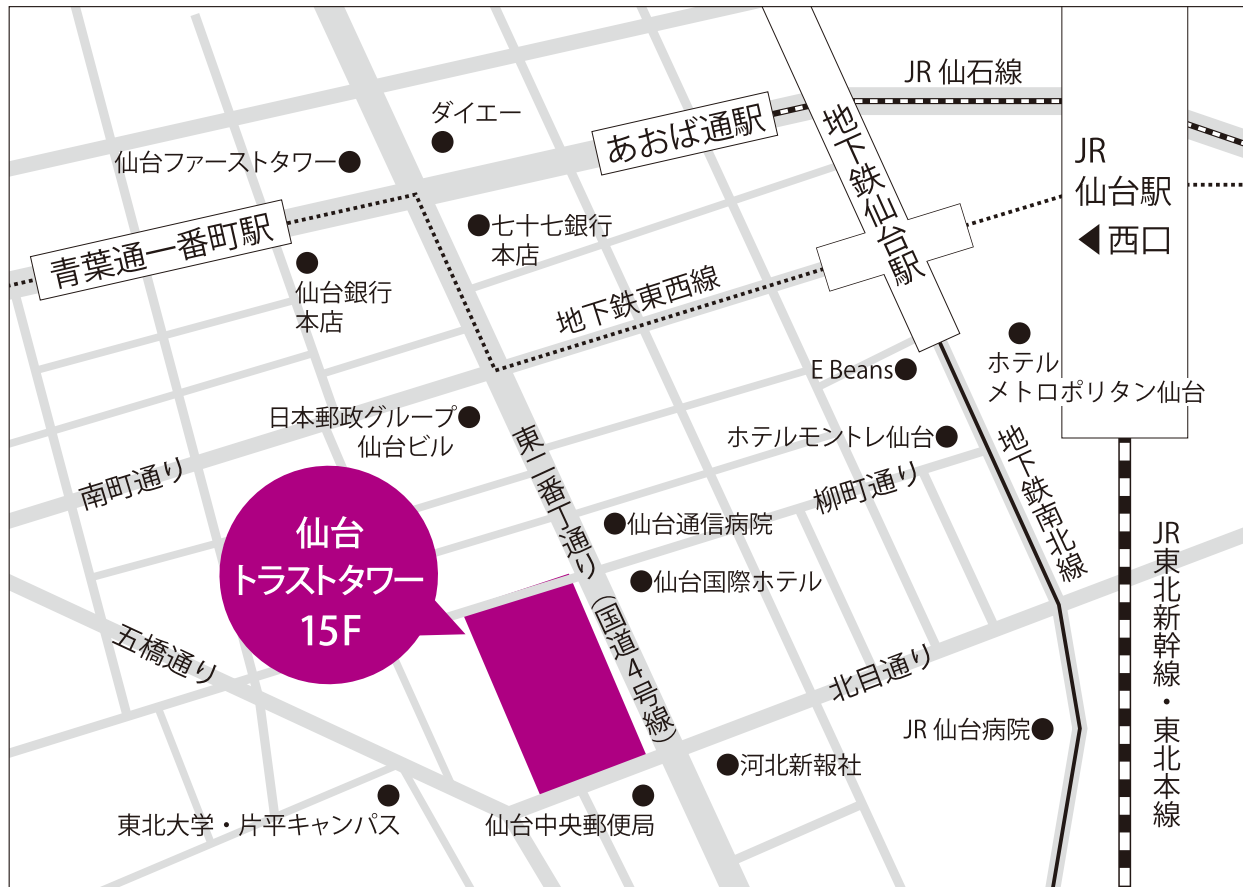 JR 仙石線
ダイエー
あおば通駅
地下鉄仙台駅
JR
仙台駅
◀西口
仙台ファーストタワー
青葉通一番町駅
七十七銀行
本店
仙台銀行
本店
地下鉄東西線
E Beans
ホテル
メトロポリタン仙台
日本郵政グループ
仙台ビル
東二番丁通り(国道4号線)
ホテルモントレ仙台
地下鉄南北線
南町通り
柳町通り
仙台通信病院
仙台
トラストタワー
15F
仙台国際ホテル
JR東北新幹線・東北本線
五橋通り
北目通り
JR 仙台病院
河北新報社
東北大学・片平キャンパス
仙台中央郵便局